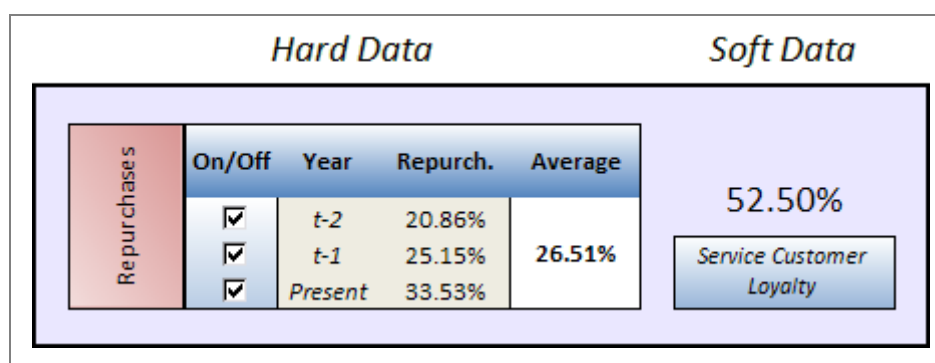 Hard Data
Soft Data
Repurchases
On/Off Year Repurch. Average
t-2 20.86%
t-1 25.15%
Present 33.53%
26.51%
52.50%
Service Customer
Loyalty